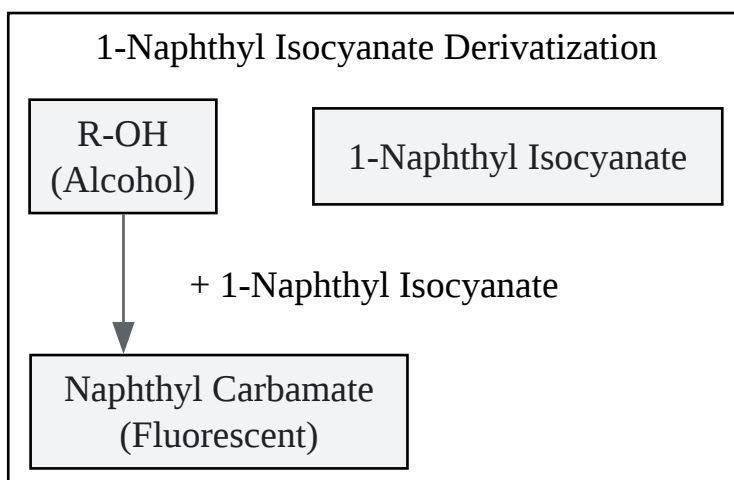 1-Naphthyl Isocyanate Derivatization
R-OH
(Alcohol)
1-Naphthyl Isocyanate
+ 1-Naphthyl Isocyanate
Naphthyl Carbamate
(Fluorescent)